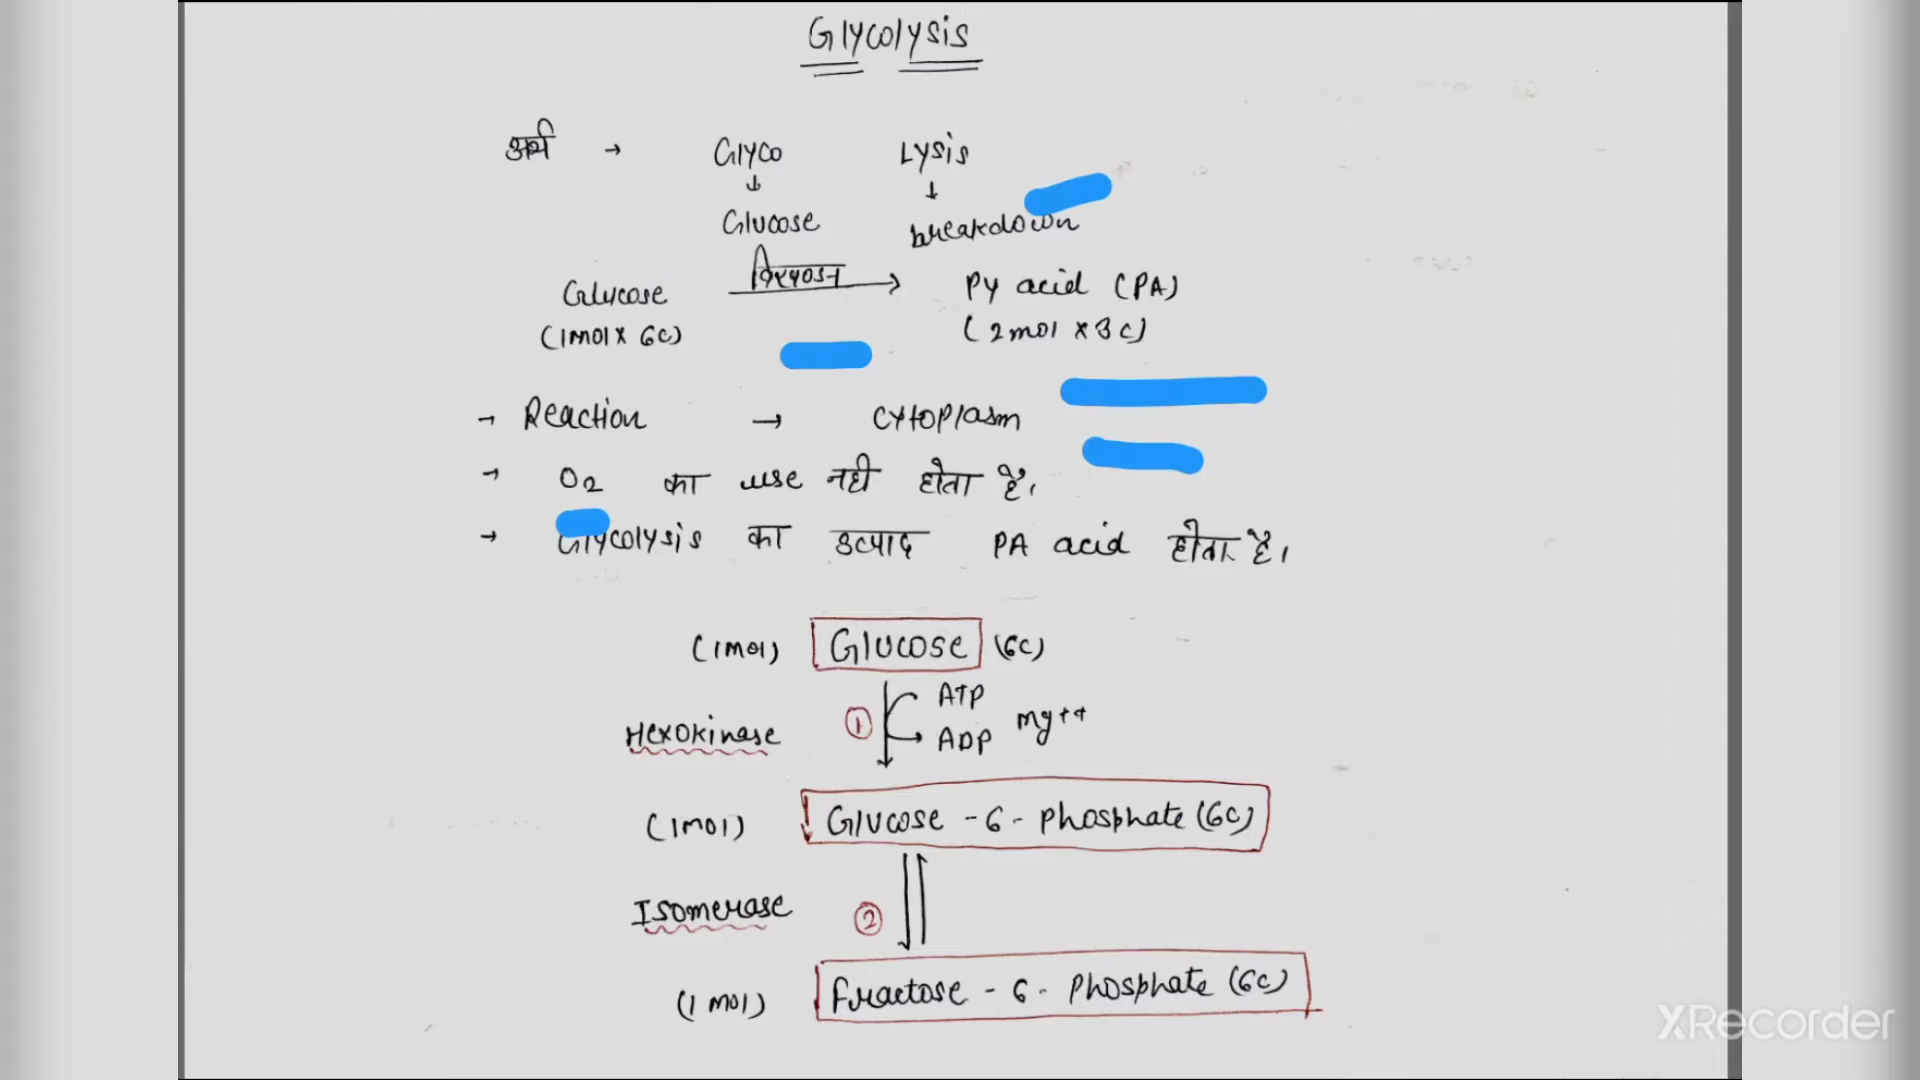 Glycolysis
अर्थ → Glyco Lysis
↓ ↓
Glucose breakdown
Glucose विखण्डन → Py acid (PA)
(1mol x 6C) (2mol x 3C)
→ Reaction → Cytoplasm
→ O2 का use नही होता है।
→ Glycolysis का उत्पाद PA acid होता है।
(1mol) Glucose (6C)
ATP
Hexokinase ① ADP Mg++
(1mol) Glucose - 6 - Phosphate (6C)
Isomerase ②
(1 mol) Fructose - 6 - Phosphate (6C)
XRecorder